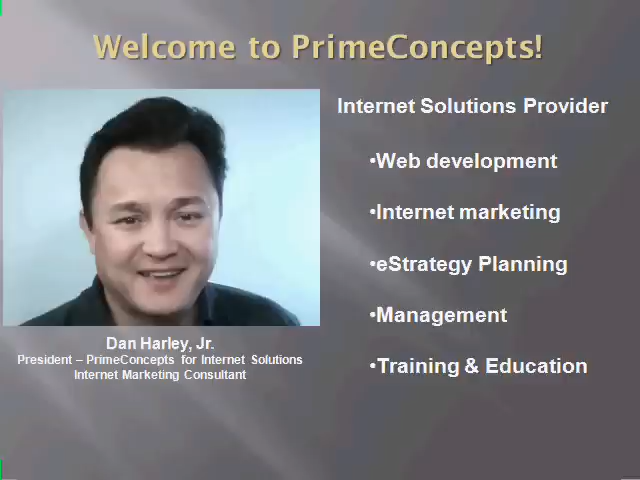 Welcome to PrimeConcepts!
Internet Solutions Provider
•Web development
•Internet marketing
•eStrategy Planning
•Management
•Training & Education
Dan Harley, Jr.
President – PrimeConcepts for Internet Solutions
Internet Marketing Consultant